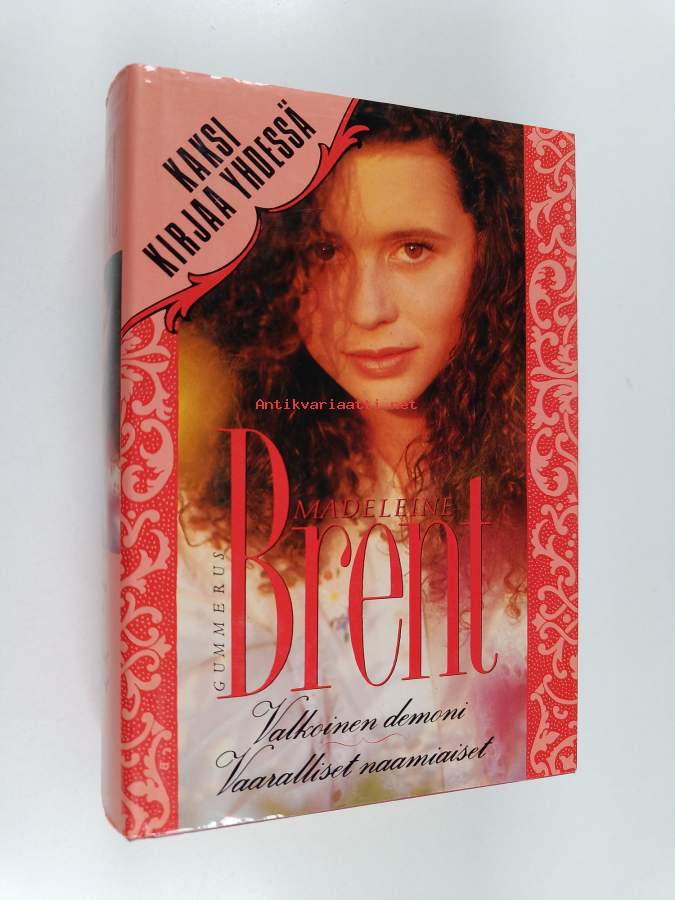 KAKSI
KIRJAA YHDESSÄ
Antikvariaatti.net
MADELEINE
Brent
GUMMERUS
Valkoinen demoni
Vaaralliset naamiaiset